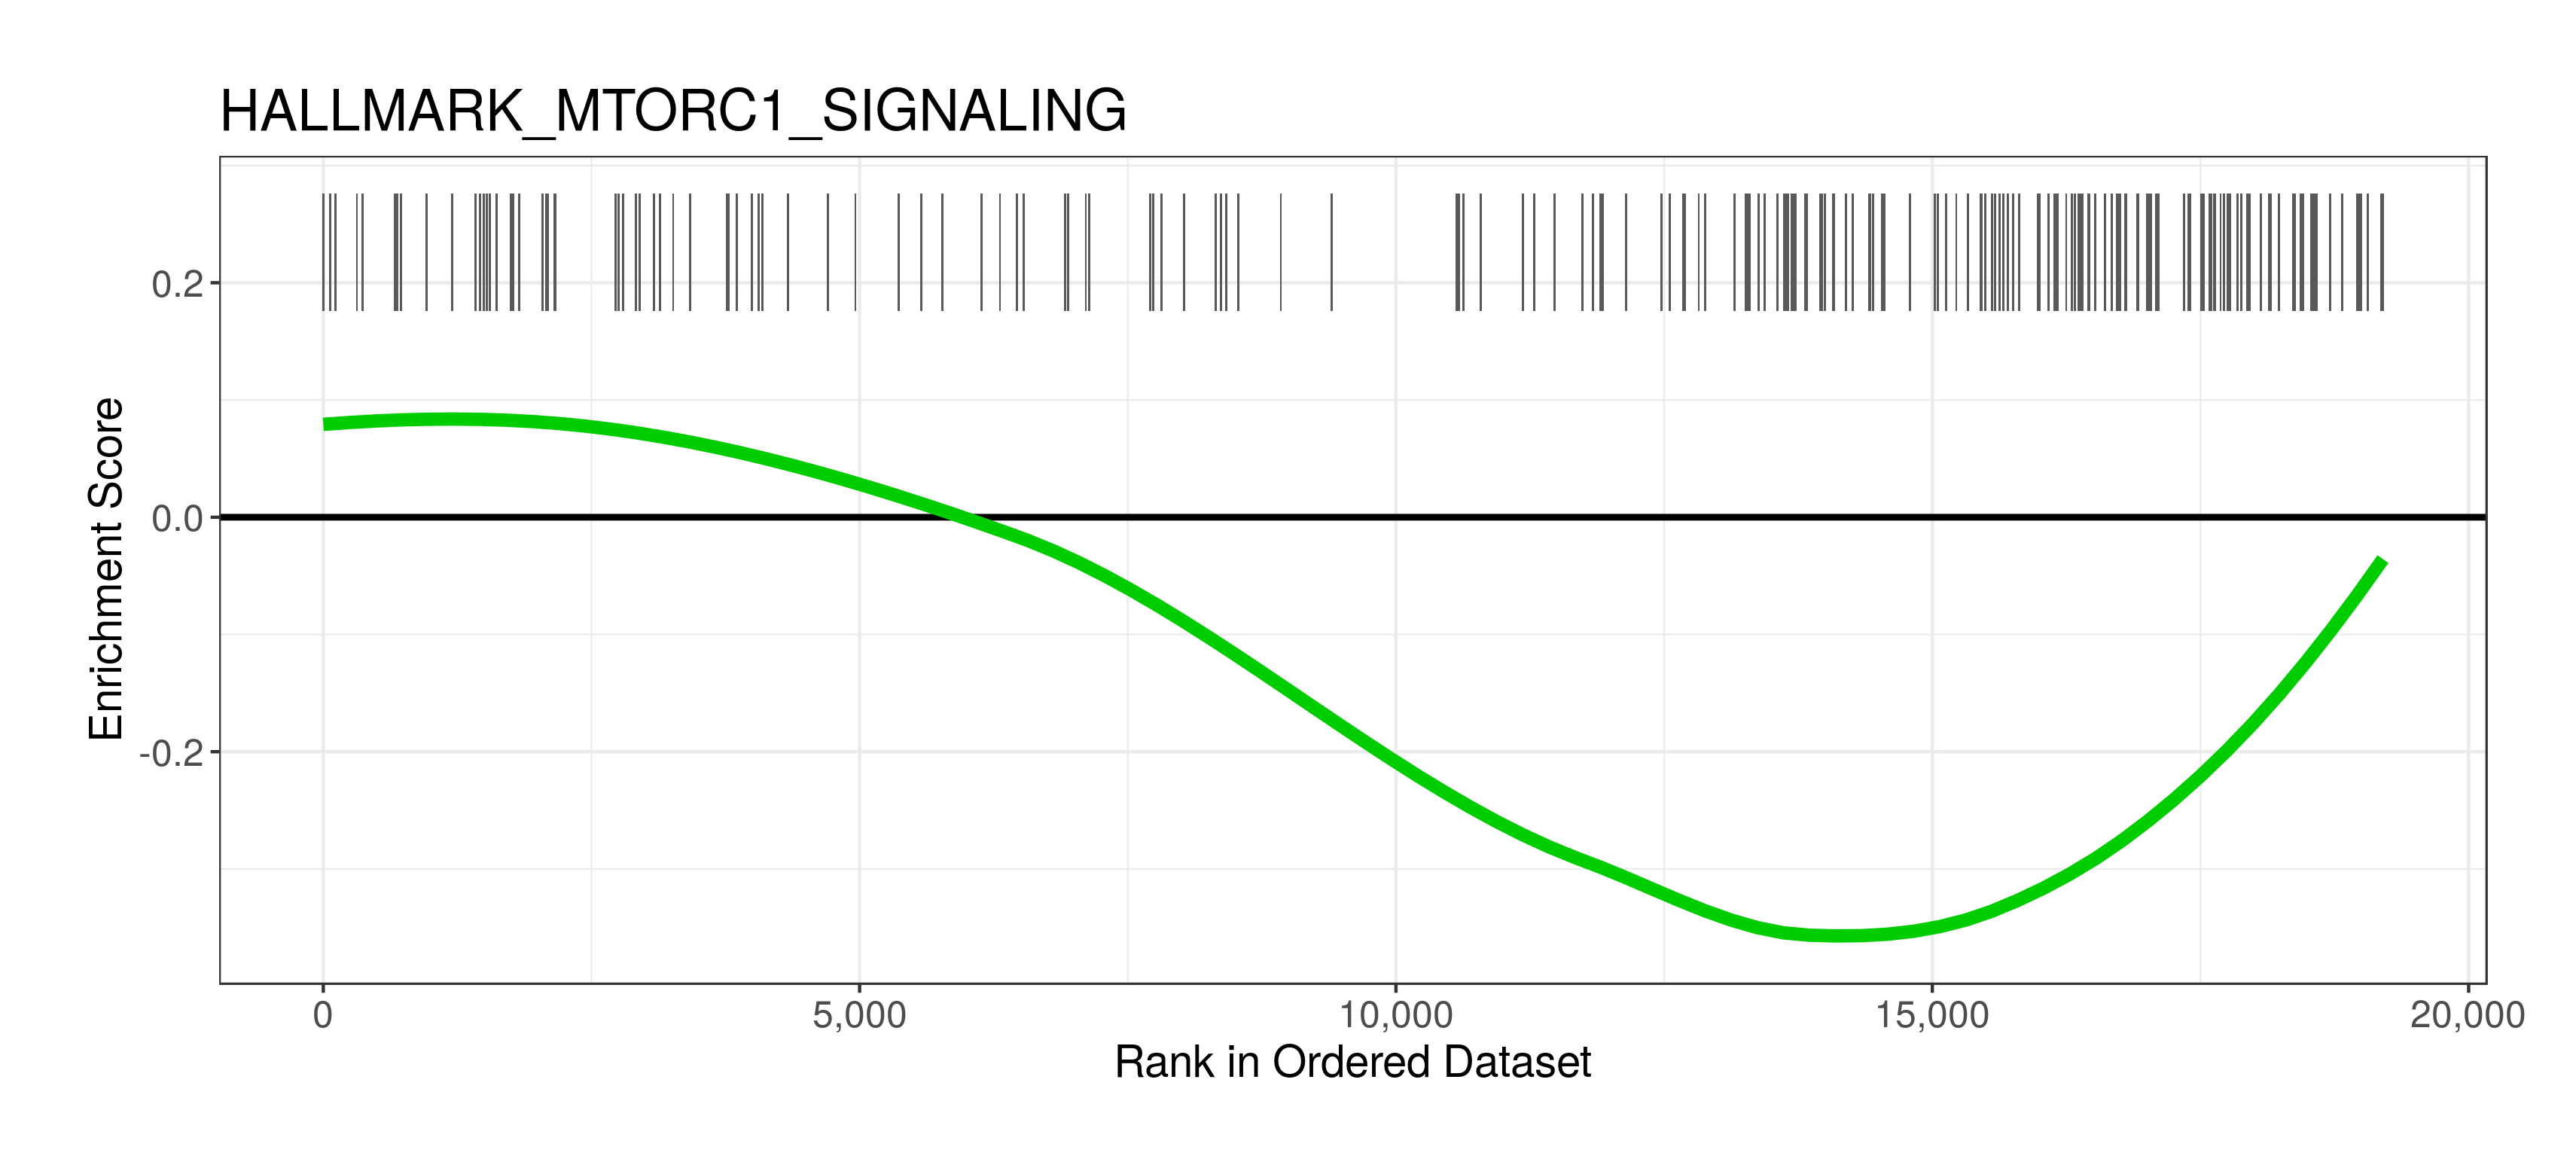 HALLMARK_MTORC1_SIGNALING
Enrichment Score
0.2
0.0
-0.2
0 5,000 10,000 15,000 20,000
Rank in Ordered Dataset